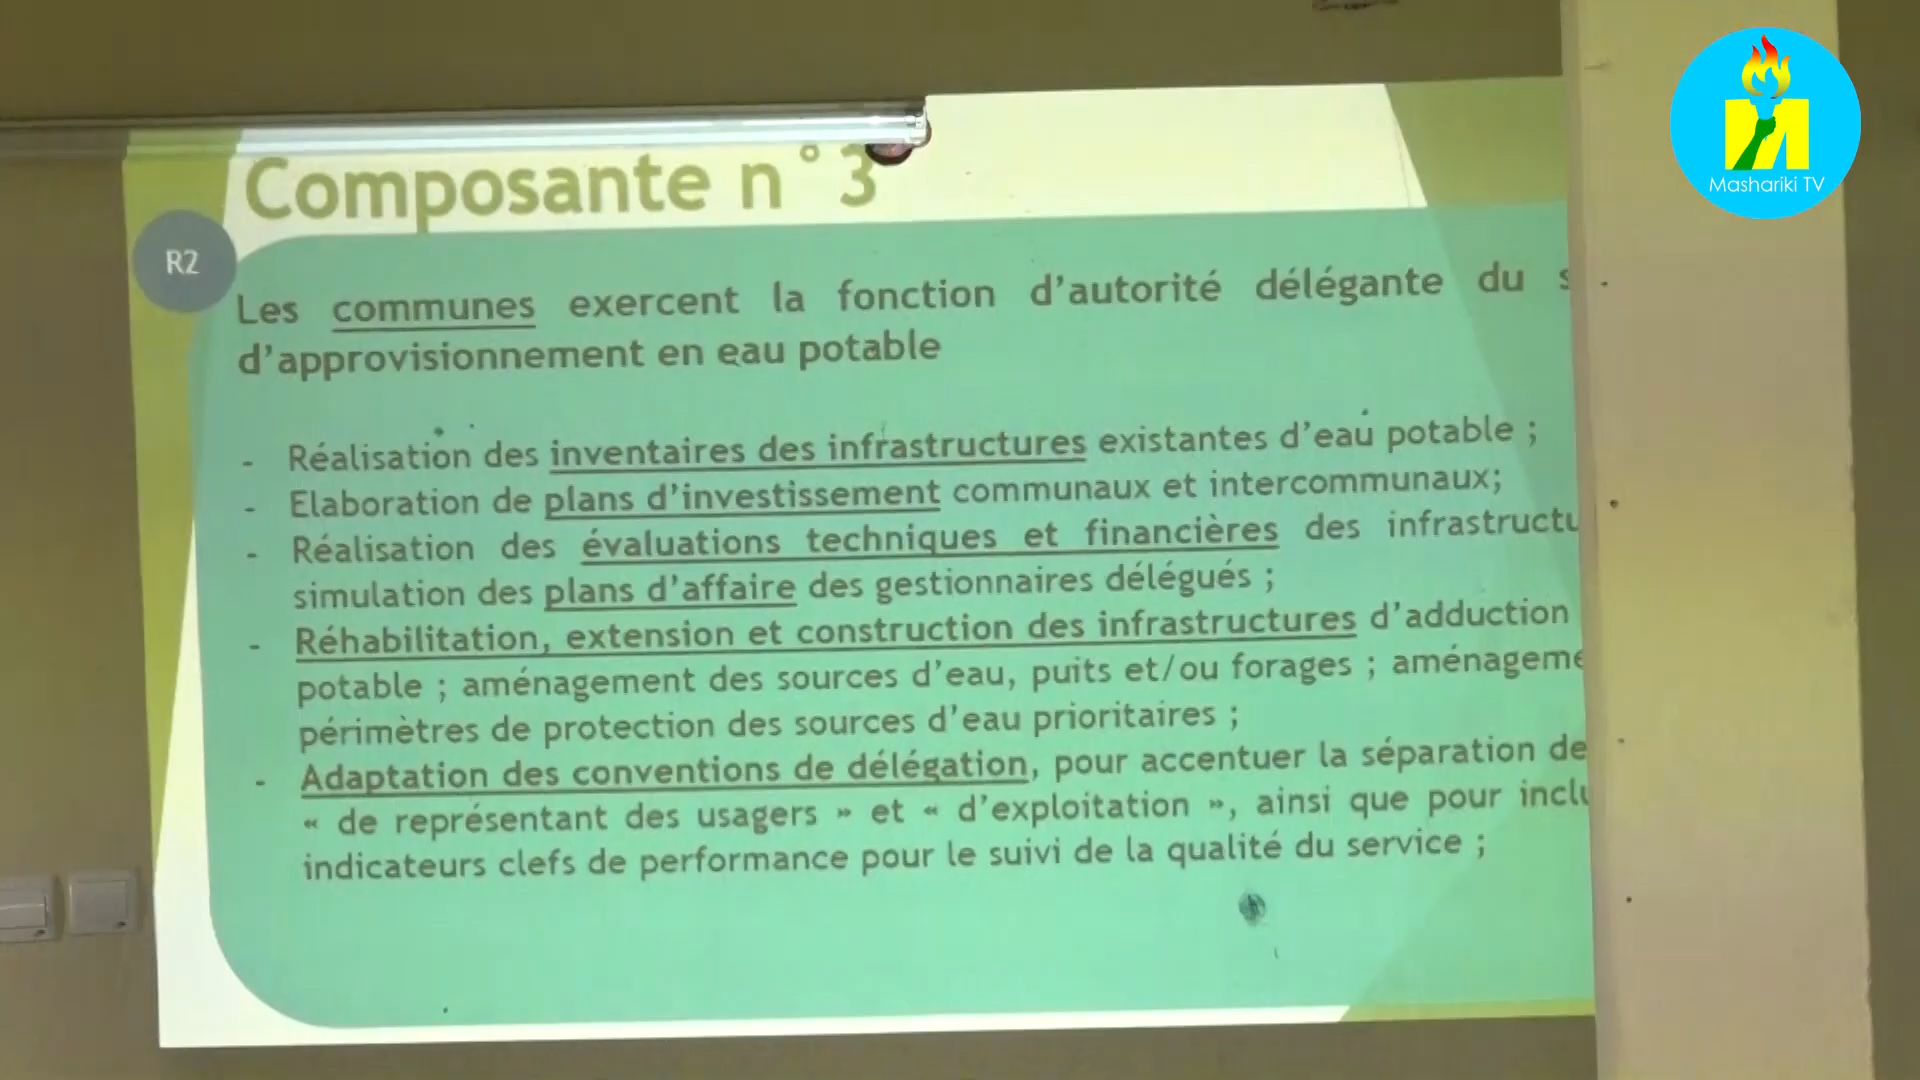 Mashariki TV
Composante n°3
R2
Les communes exercent la fonction d'autorité délégante du
d'approvisionnement en eau potable
- Réalisation des inventaires des infrastructures existantes d'eau potable ;
- Elaboration de plans d'investissement communaux et intercommunaux;
- Réalisation des évaluations techniques et financières des
simulation des plans d'affaire des gestionnaires délégués ;
- Réhabilitation, extension et construction des infrastructures d'adduction
potable ; aménagement des sources d'eau, puits et/ou forages ;
périmètres de protection des sources d'eau prioritaires ;
- Adaptation des conventions de délégation, pour accentuer la séparation
« de représentant des usagers » et « d'exploitation », ainsi que pour
indicateurs clefs de performance pour le suivi de la qualité du service ;